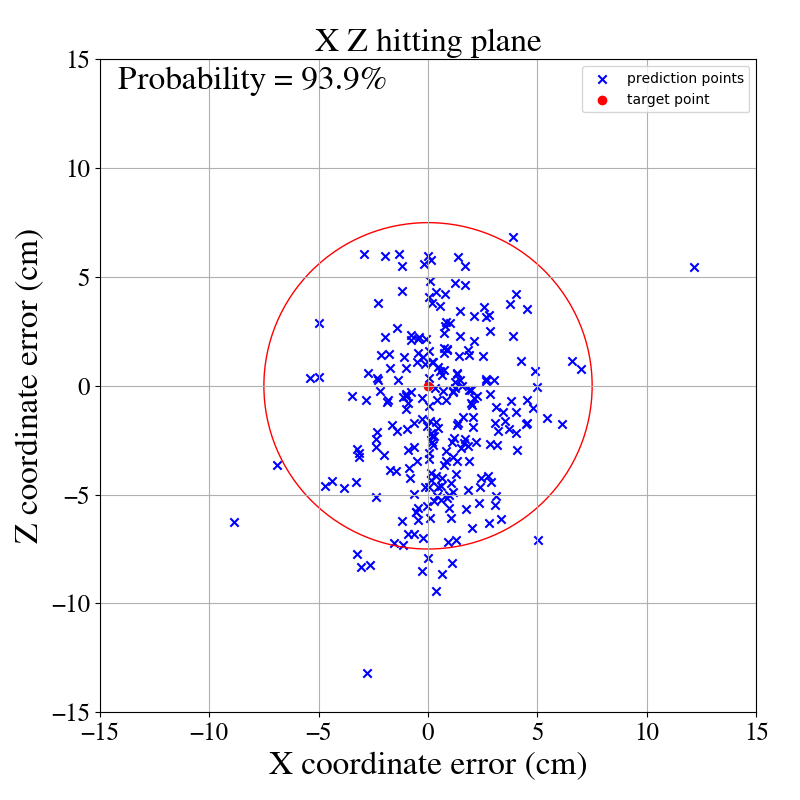 X Z hitting plane
Probability = 93.9%
prediction points
target point
15
10
5
0
−5
−10
−15
−15
−10
−5
0
5
10
15
Z coordinate error (cm)
X coordinate error (cm)